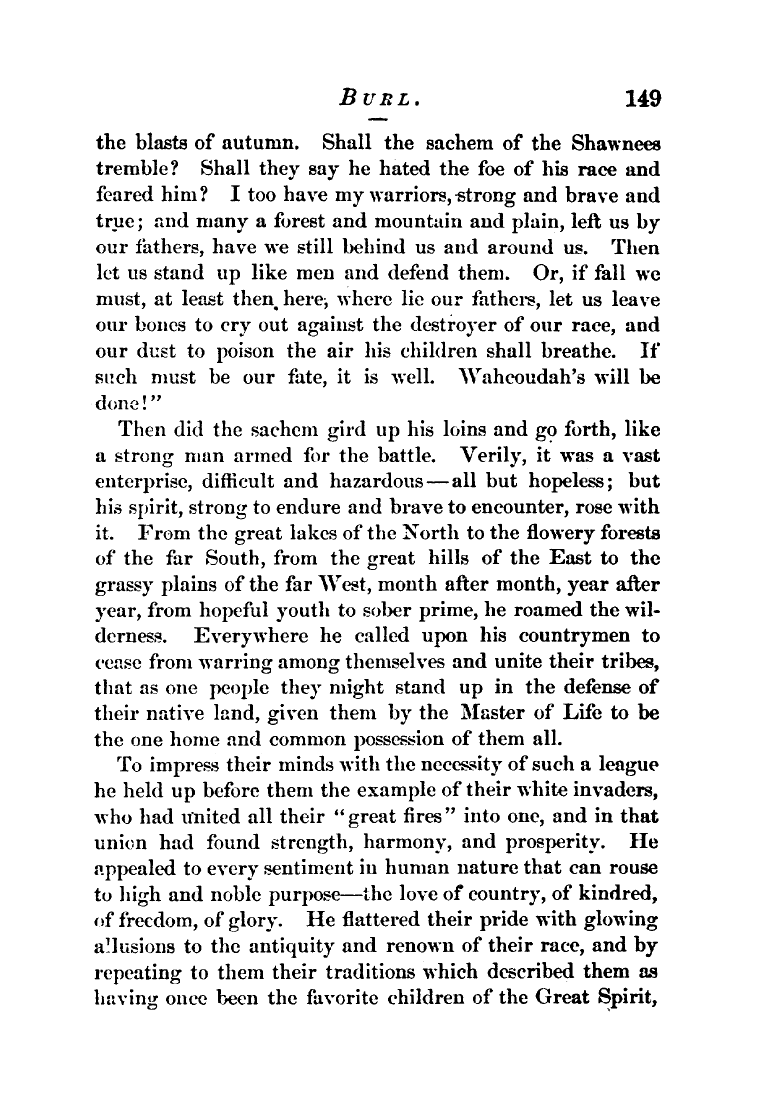 BURL. 149
the blasts of autumn. Shall the sachem of the Shawnees
tremble? Shall they say he hated the foe of his race and
feared him? I too have my warriors, strong and brave and
true; and many a forest and mountain and plain, left us by
our fathers, have we still behind us and around us. Then
let us stand up like men and defend them. Or, if fall we
must, at least then, here, where lie our fathers, let us leave
our bones to cry out against the destroyer of our race, and
our dust to poison the air his children shall breathe. If
such must be our fate, it is well. Wahcoudah's will be
done!"
Then did the sachem gird up his loins and go forth, like
a strong man armed for the battle. Verily, it was a vast
enterprise, difficult and hazardous—all but hopeless; but
his spirit, strong to endure and brave to encounter, rose with
it. From the great lakes of the North to the flowery forests
of the far South, from the great hills of the East to the
grassy plains of the far West, month after month, year after
year, from hopeful youth to sober prime, he roamed the wil-
derness. Everywhere he called upon his countrymen to
cease from warring among themselves and unite their tribes,
that as one people they might stand up in the defense of
their native land, given them by the Master of Life to be
the one home and common possession of them all.
To impress their minds with the necessity of such a league
he held up before them the example of their white invaders,
who had united all their "great fires" into one, and in that
union had found strength, harmony, and prosperity. He
appealed to every sentiment in human nature that can rouse
to high and noble purpose—the love of country, of kindred,
of freedom, of glory. He flattered their pride with glowing
allusions to the antiquity and renown of their race, and by
repeating to them their traditions which described them as
having once been the favorite children of the Great Spirit,